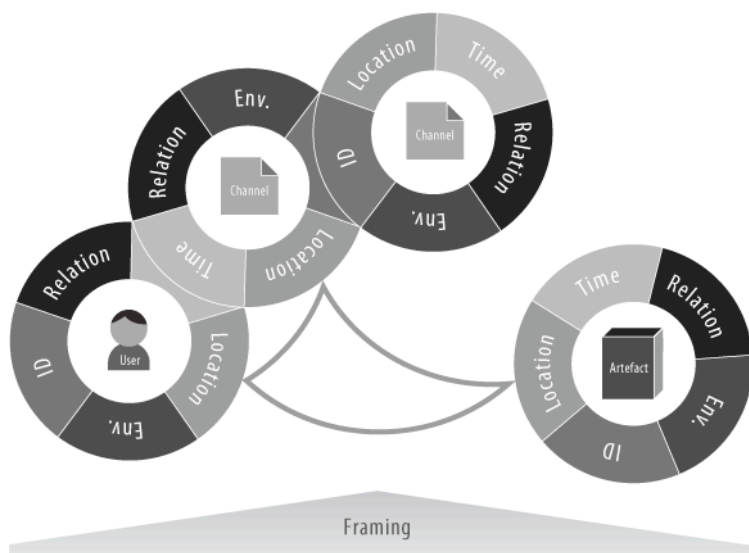 Location
Time
Relation
Env.
ID
Channel
Env.
Relation
Time
Location
Channel
Relation
Time
Location
Env.
ID
User
Time
Relation
Env.
ID
Location
Artefact
Framing